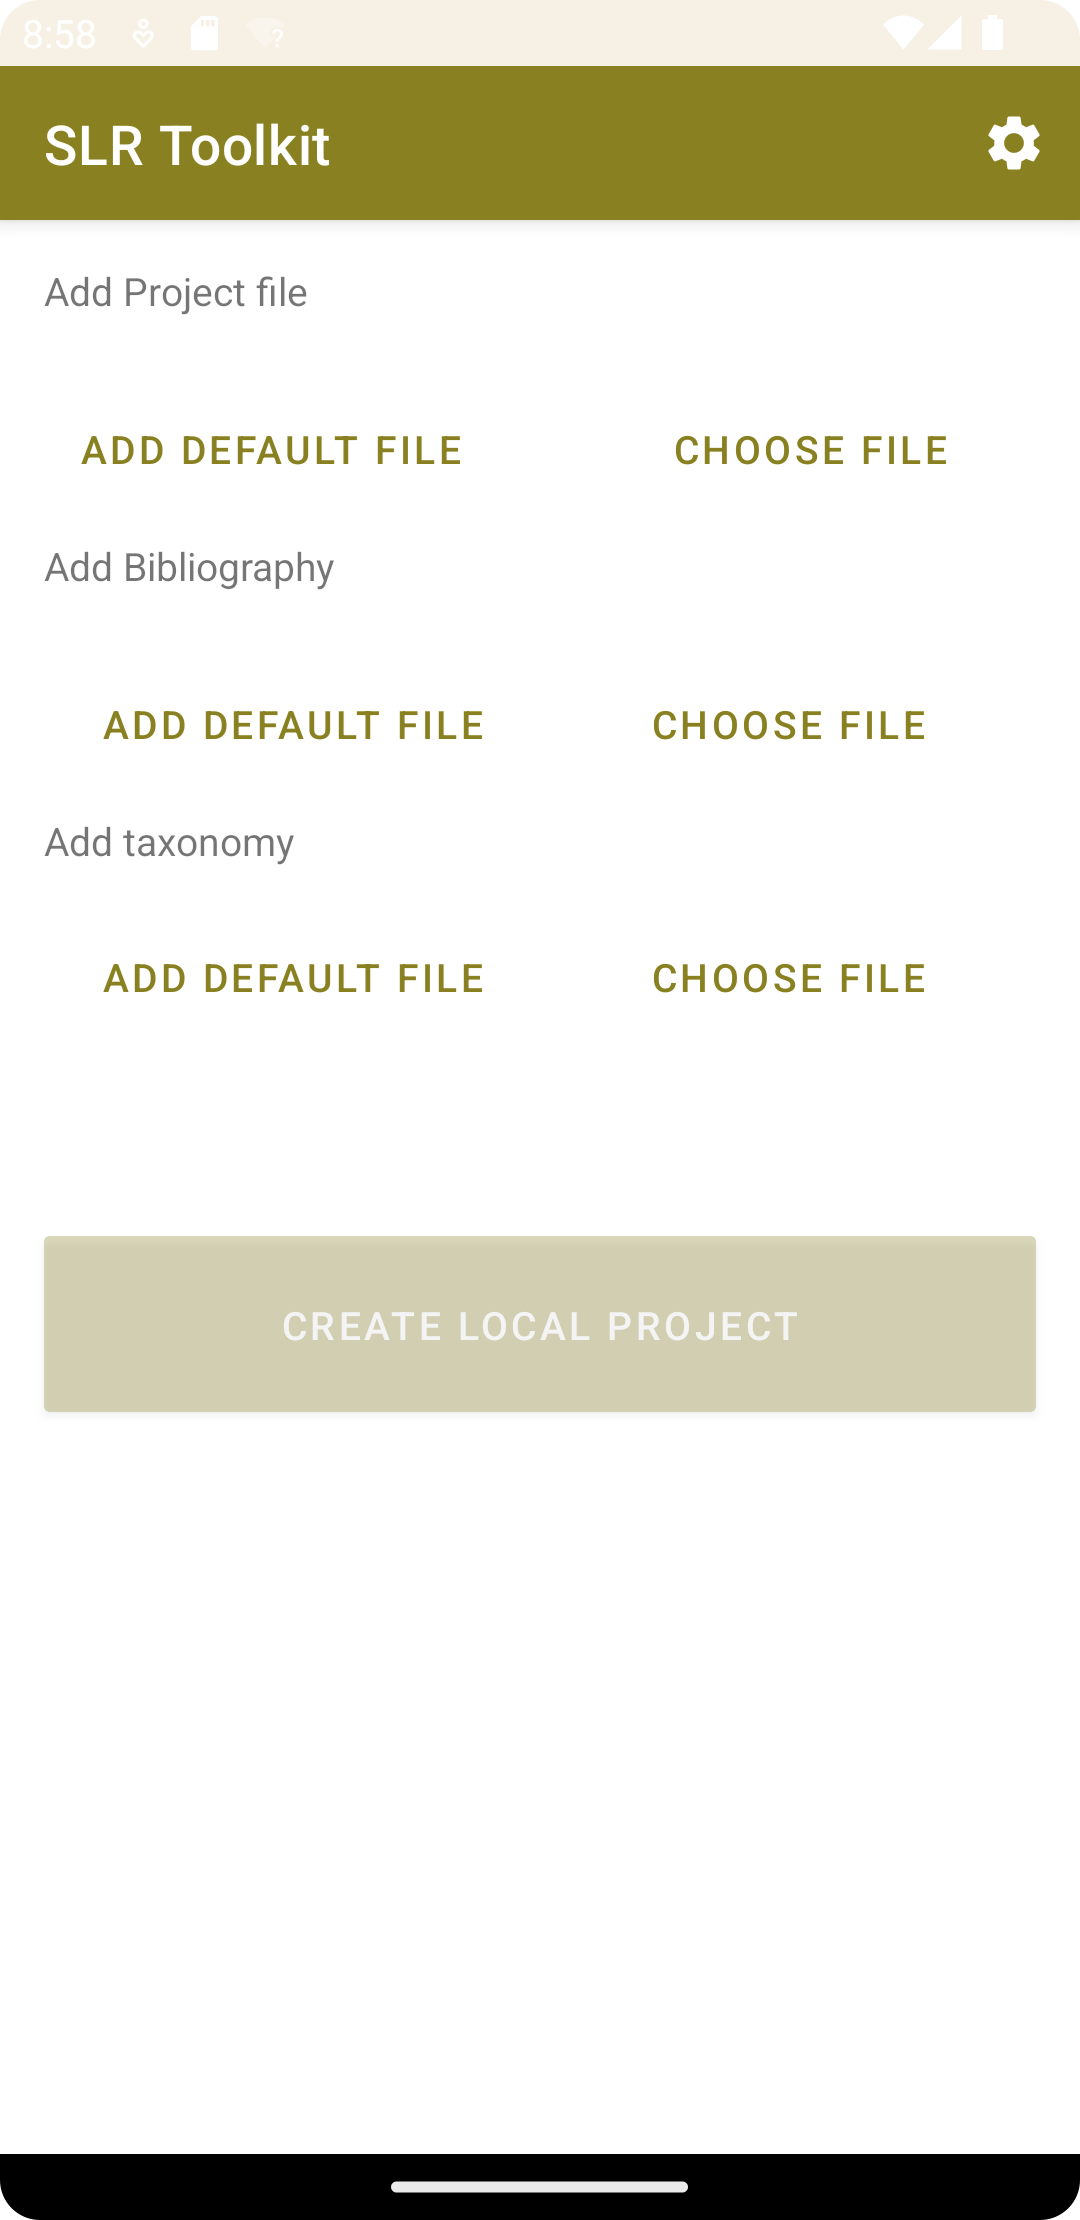 8:58
SLR Toolkit
Add Project file
ADD DEFAULT FILE CHOOSE FILE
Add Bibliography
ADD DEFAULT FILE CHOOSE FILE
Add taxonomy
ADD DEFAULT FILE CHOOSE FILE
CREATE LOCAL PROJECT